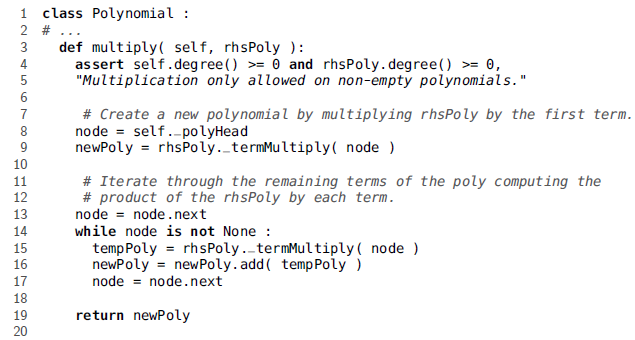 1 class Polynomial :
2 # ...
3 def multiply( self, rhsPoly ):
4 assert self.degree() >= 0 and rhsPoly.degree() >= 0,
5 "Multiplication only allowed on non-empty polynomials."
6
7 # Create a new polynomial by multiplying rhsPoly by the first term.
8 node = self._polyHead
9 newPoly = rhsPoly._termMultiply( node )
10
11 # Iterate through the remaining terms of the poly computing the
12 # product of the rhsPoly by each term.
13 node = node.next
14 while node is not None :
15 tempPoly = rhsPoly._termMultiply( node )
16 newPoly = newPoly.add( tempPoly )
17 node = node.next
18
19 return newPoly
20